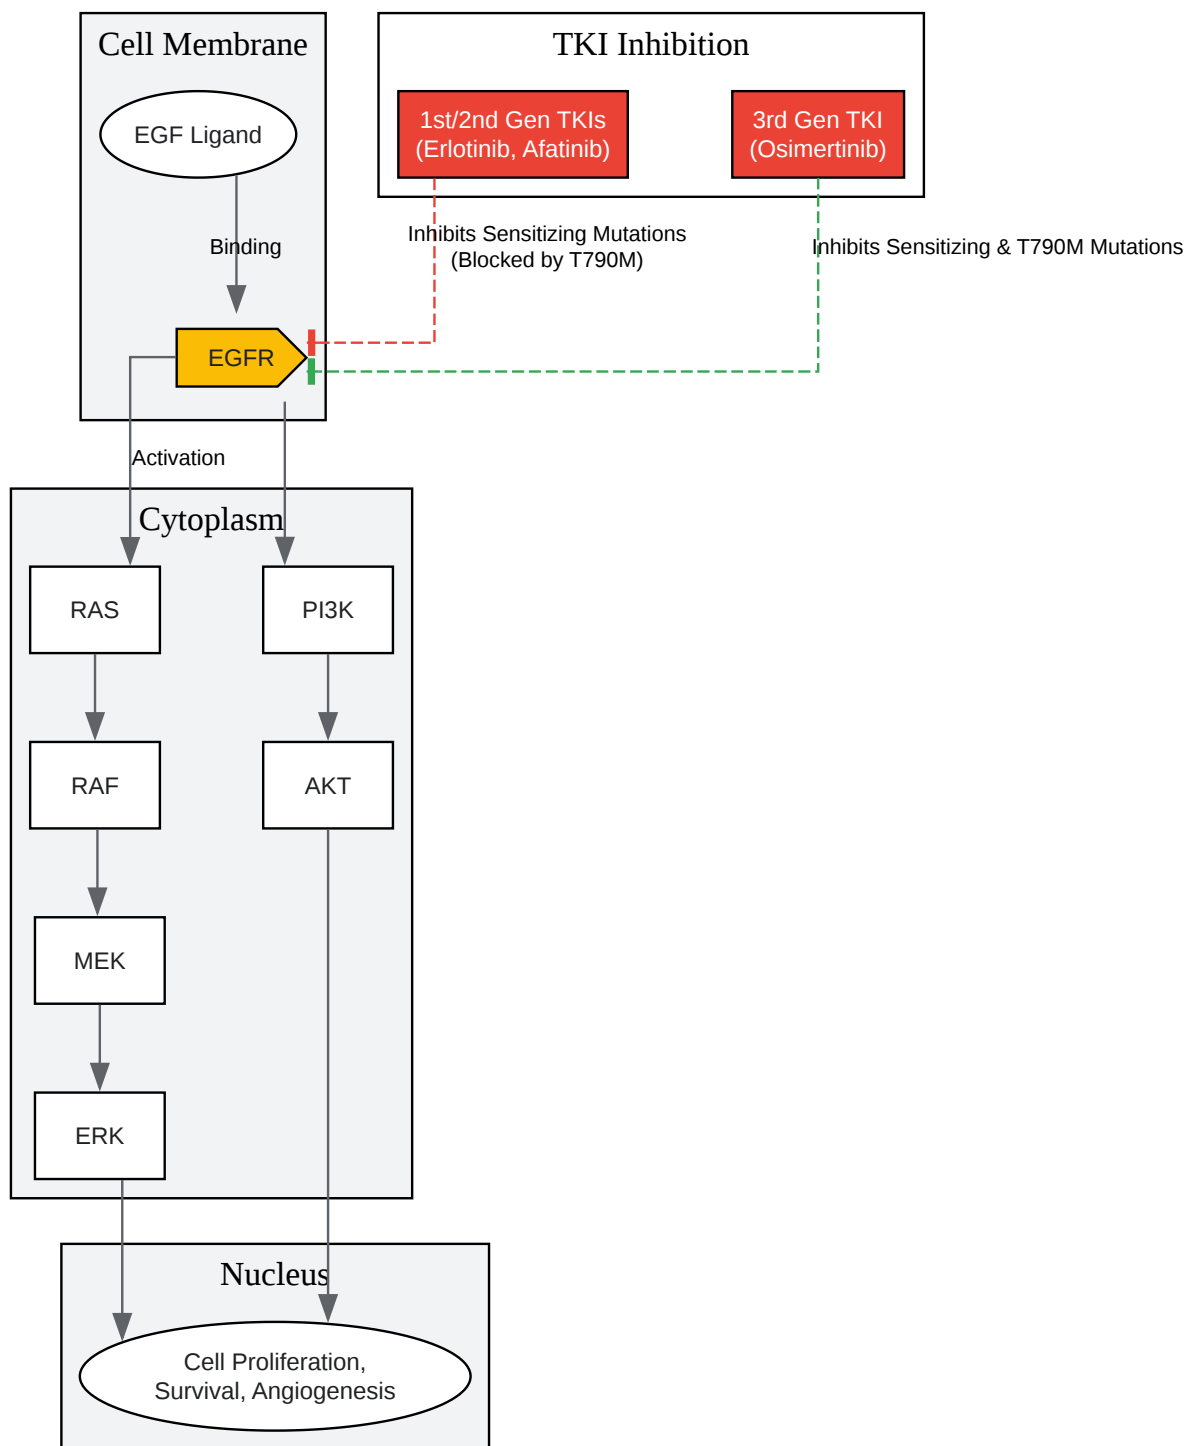 Cell Membrane
TKI Inhibition
EGF Ligand
1st/2nd Gen TKIs
(Erlotinib, Afatinib)
3rd Gen TKI
(Osimertinib)
Binding
Inhibits Sensitizing Mutations
(Blocked by T790M)
Inhibits Sensitizing & T790M Mutations
EGFR
Activation
Cytoplasm
RAS
PI3K
RAF
AKT
MEK
ERK
Nucleus
Cell Proliferation,
Survival, Angiogenesis